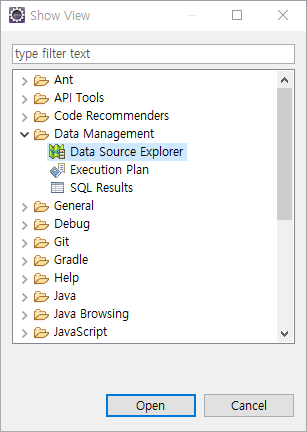 Show View
type filter text
Ant
API Tools
Code Recommenders
Data Management
Data Source Explorer
Execution Plan
SQL Results
General
Debug
Git
Gradle
Help
Java
Java Browsing
JavaScript
Open
Cancel